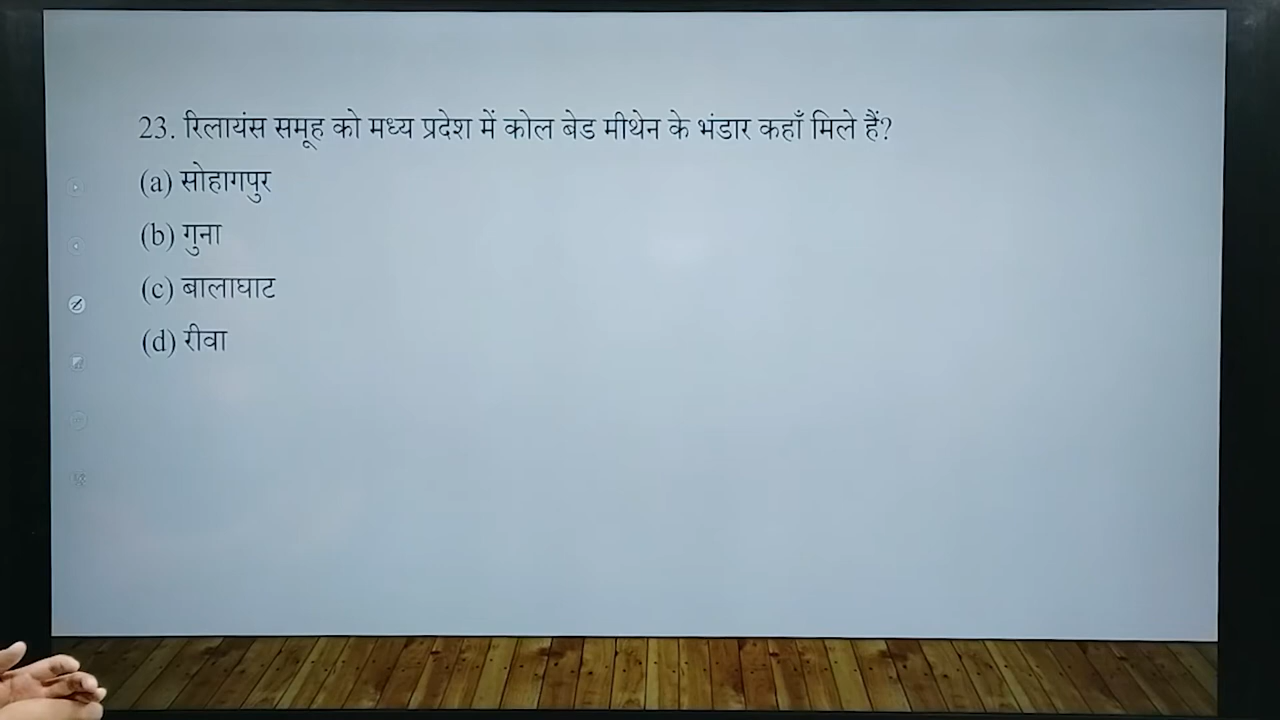 23. रिलायंस समूह को मध्य प्रदेश में कोल बेड मीथेन के भंडार कहाँ मिले हैं?
(a) सोहागपुर
(b) गुना
(c) बालाघाट
(d) रीवा